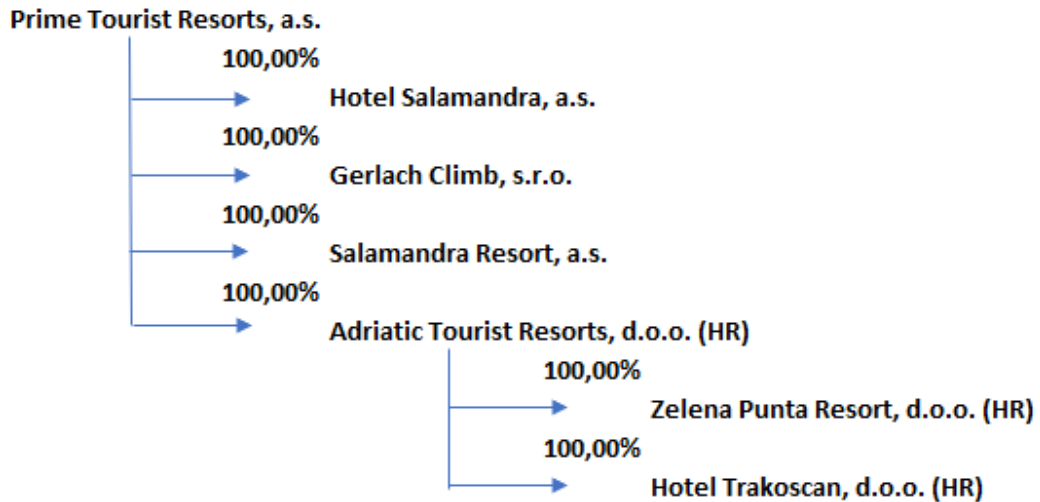 Prime Tourist Resorts, a.s.
100,00%
Hotel Salamandra, a.s.
100,00%
Gerlach Climb, s.r.o.
100,00%
Salamandra Resort, a.s.
100,00%
Adriatic Tourist Resorts, d.o.o. (HR)
100,00%
Zelena Punta Resort, d.o.o. (HR)
100,00%
Hotel Trakoscan, d.o.o. (HR)